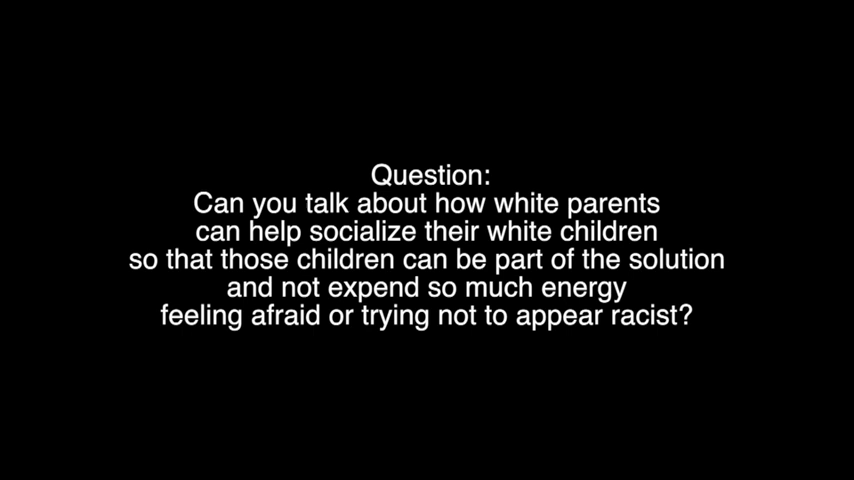 Question:
Can you talk about how white parents
can help socialize their white children
so that those children can be part of the solution
and not expend so much energy
feeling afraid or trying not to appear racist?